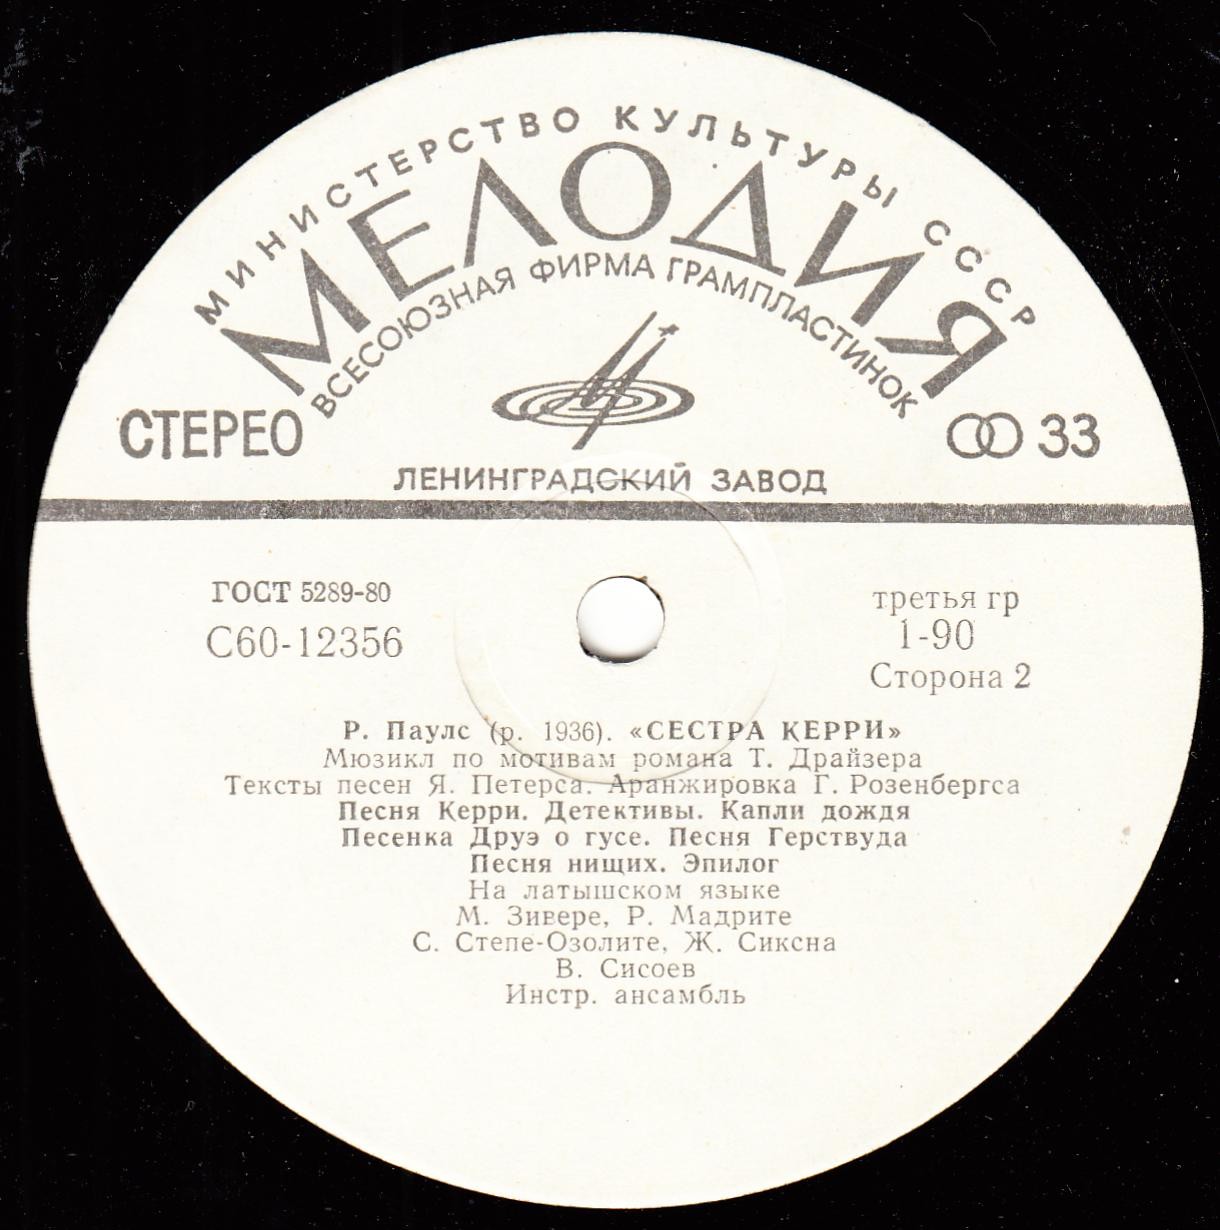 МИНИСТЕРСТВО КУЛЬТУРЫ СССР
МЕЛОДИЯ
ВСЕСОЮЗНАЯ ФИРМА ГРАМПЛАСТИНОК
СТЕРЕО
33
ЛЕНИНГРАДСКИЙ ЗАВОД
ГОСТ 5289-80
С60-12356
третья гр
1-90
Сторона 2
Р. Паулс (р. 1936). «СЕСТРА КЕРРИ»
Мюзикл по мотивам романа Т. Драйзера
Тексты песен Я. Петерса. Аранжировка Г. Розенбергса
Песня Керри. Детективы. Капли дождя
Песенка Друэ о гусе. Песня Герствуда
Песня нищих. Эпилог
На латышском языке
М. Зивере, Р. Мадрите
С. Степе-Озолите, Ж. Сиксна
В. Сисоев
Инстр. ансамбль